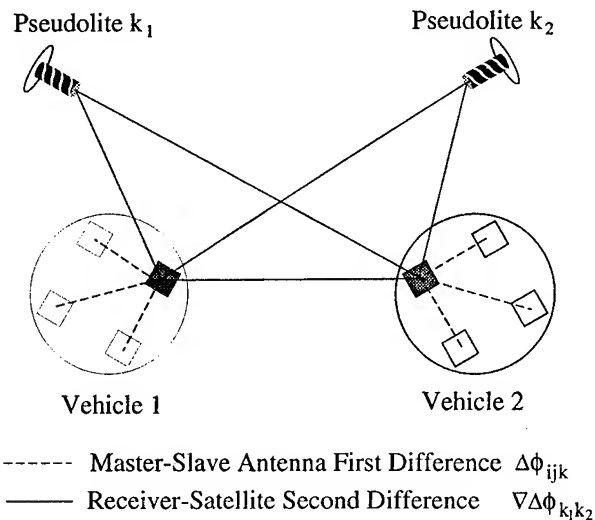 Pseudolite k₁
Pseudolite k₂
Vehicle 1
Vehicle 2
Master-Slave Antenna First Difference Δϕᵢⱼₖ
Receiver-Satellite Second Difference ∇Δϕₖ₁ₖ₂